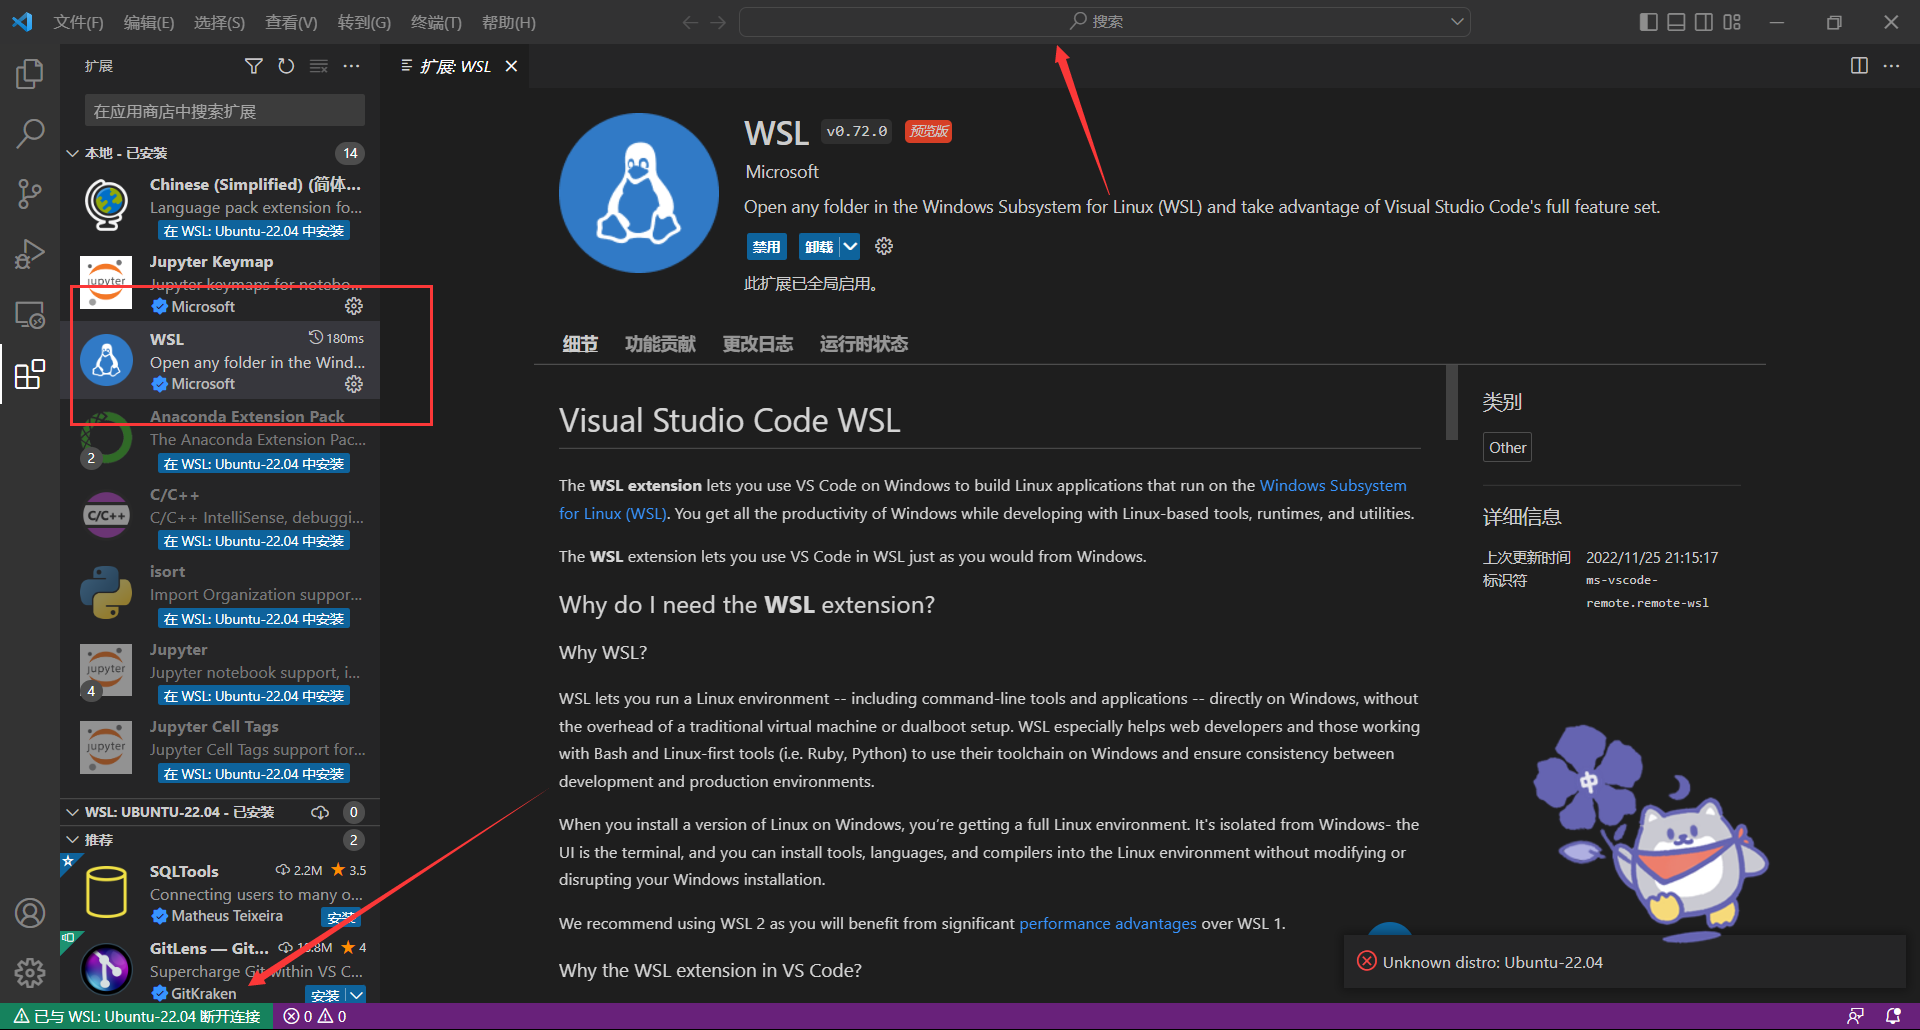 文件(F) 编辑(E) 选择(S) 查看(V) 转到(G) 终端(T) 帮助(H) 搜索
扩展
扩展: WSL
在应用商店中搜索扩展
本地 - 已安装 14
Chinese (Simplified) (简体...
Language pack extension fo...
在 WSL: Ubuntu-22.04 中安装
Jupyter Keymap
Jupyter keymaps for notebo...
Microsoft
WSL 180ms
Open any folder in the Wind...
Microsoft
Anaconda Extension Pack
The Anaconda Extension Pac...
2
在 WSL: Ubuntu-22.04 中安装
C/C++
C/C++ IntelliSense, debuggi...
C/C++
在 WSL: Ubuntu-22.04 中安装
isort
Import Organization suppor...
在 WSL: Ubuntu-22.04 中安装
Jupyter
jupyter
Jupyter notebook support, i...
4
在 WSL: Ubuntu-22.04 中安装
Jupyter Cell Tags
jupyter
Jupyter Cell Tags support for...
在 WSL: Ubuntu-22.04 中安装
WSL: UBUNTU-22.04 - 已安装 0
推荐 2
SQLTools 2.2M 3.5
Connecting users to many o...
Matheus Teixeira 安装
GitLens — Git... 4
Supercharge Git within VS C...
GitKraken 安装
WSL v0.72.0 预览版
Microsoft
Open any folder in the Windows Subsystem for Linux (WSL) and take advantage of Visual Studio Code's full feature set.
禁用 卸载
此扩展已全局启用。
细节 功能贡献 更改日志 运行时状态
Visual Studio Code WSL
The WSL extension lets you use VS Code on Windows to build Linux applications that run on the Windows Subsystem
for Linux (WSL). You get all the productivity of Windows while developing with Linux-based tools, runtimes, and utilities.
The WSL extension lets you use VS Code in WSL just as you would from Windows.
Why do I need the WSL extension?
Why WSL?
WSL lets you run a Linux environment -- including command-line tools and applications -- directly on Windows, without
the overhead of a traditional virtual machine or dualboot setup. WSL especially helps web developers and those working
with Bash and Linux-first tools (i.e. Ruby, Python) to use their toolchain on Windows and ensure consistency between
development and production environments.
When you install a version of Linux on Windows, you're getting a full Linux environment. It's isolated from Windows- the
UI is the terminal, and you can install tools, languages, and compilers into the Linux environment without modifying or
disrupting your Windows installation.
We recommend using WSL 2 as you will benefit from significant performance advantages over WSL 1.
Why the WSL extension in VS Code?
类别
Other
详细信息
上次更新时间 2022/11/25 21:15:17
标识符 ms-vscode-
remote.remote-wsl
中
Unknown distro: Ubuntu-22.04
已与 WSL: Ubuntu-22.04 断开连接 0 0